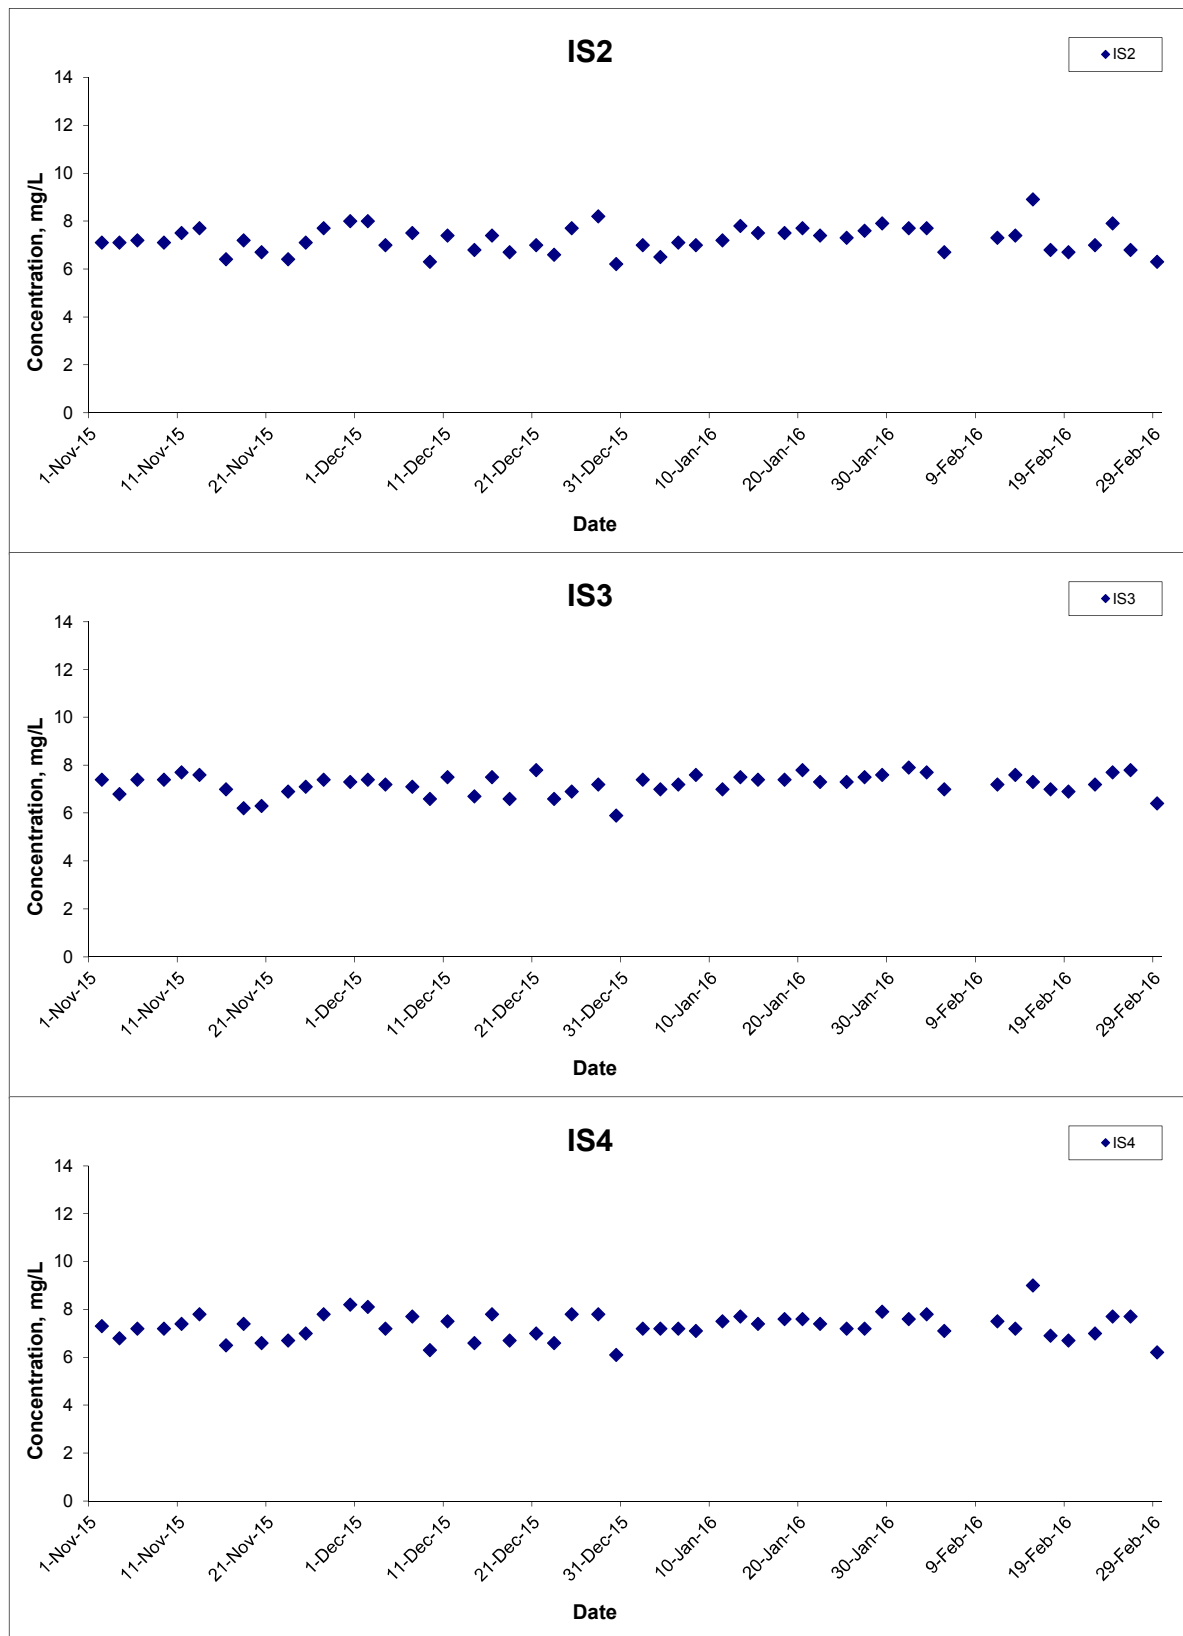 IS2
IS2
14
12
10
8
6
4
2
0
Concentration, mg/L
1-Nov-15
11-Nov-15
21-Nov-15
1-Dec-15
11-Dec-15
21-Dec-15
31-Dec-15
10-Jan-16
20-Jan-16
30-Jan-16
9-Feb-16
19-Feb-16
29-Feb-16
Date
IS3
IS3
14
12
10
8
6
4
2
0
Concentration, mg/L
1-Nov-15
11-Nov-15
21-Nov-15
1-Dec-15
11-Dec-15
21-Dec-15
31-Dec-15
10-Jan-16
20-Jan-16
30-Jan-16
9-Feb-16
19-Feb-16
29-Feb-16
Date
IS4
IS4
14
12
10
8
6
4
2
0
Concentration, mg/L
1-Nov-15
11-Nov-15
21-Nov-15
1-Dec-15
11-Dec-15
21-Dec-15
31-Dec-15
10-Jan-16
20-Jan-16
30-Jan-16
9-Feb-16
19-Feb-16
29-Feb-16
Date